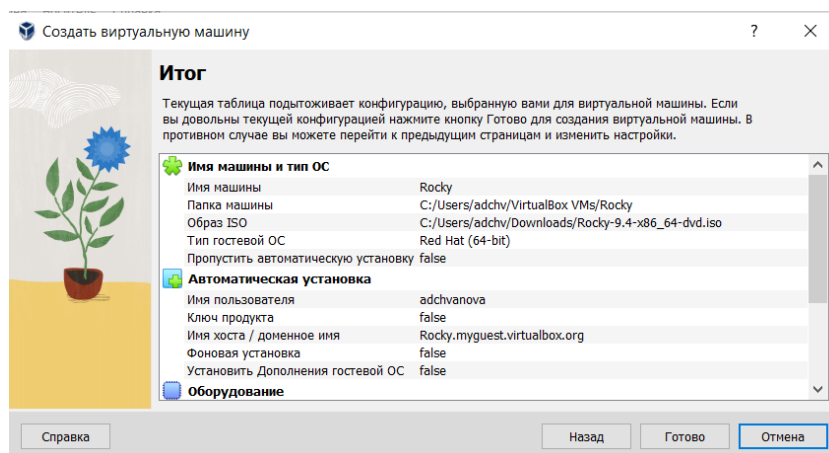 Создать виртуальную машину
?
Итог
Текущая таблица подытоживает конфигурацию, выбранную вами для виртуальной машины. Если
вы довольны текущей конфигурацией нажмите кнопку Готово для создания виртуальной машины. В
противном случае вы можете перейти к предыдущим страницам и изменить настройки.
Имя машины и тип ОС
Имя машины Rocky
Папка машины C:/Users/adchv/VirtualBox VMs/Rocky
Образ ISO C:/Users/adchv/Downloads/Rocky-9.4-x86_64-dvd.iso
Тип гостевой ОС Red Hat (64-bit)
Пропустить автоматическую установку false
Автоматическая установка
Имя пользователя adchvanova
Ключ продукта false
Имя хоста / доменное имя Rocky.myguest.virtualbox.org
Фоновая установка false
Установить Дополнения гостевой ОС false
Оборудование
Справка Назад Готово Отмена